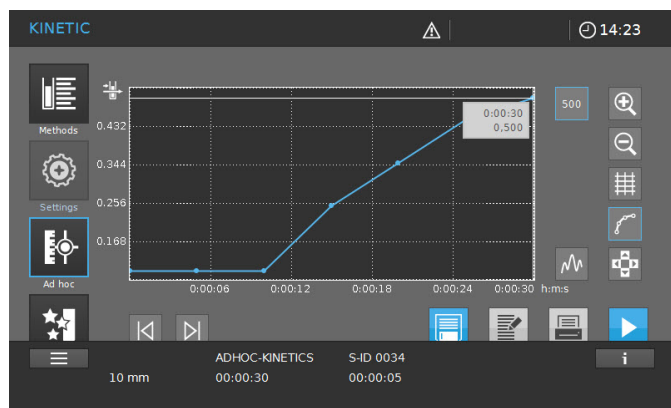 KINETIC
14:23
Methods
Settings
Ad hoc
0.432
0.344
0.256
0.168
0:00:30
0,500
500
0:00:06 0:00:12 0:00:18 0:00:24 0:00:30 h:m:s
ADHOC-KINETICS S-ID 0034
10 mm 00:00:30 00:00:05
i